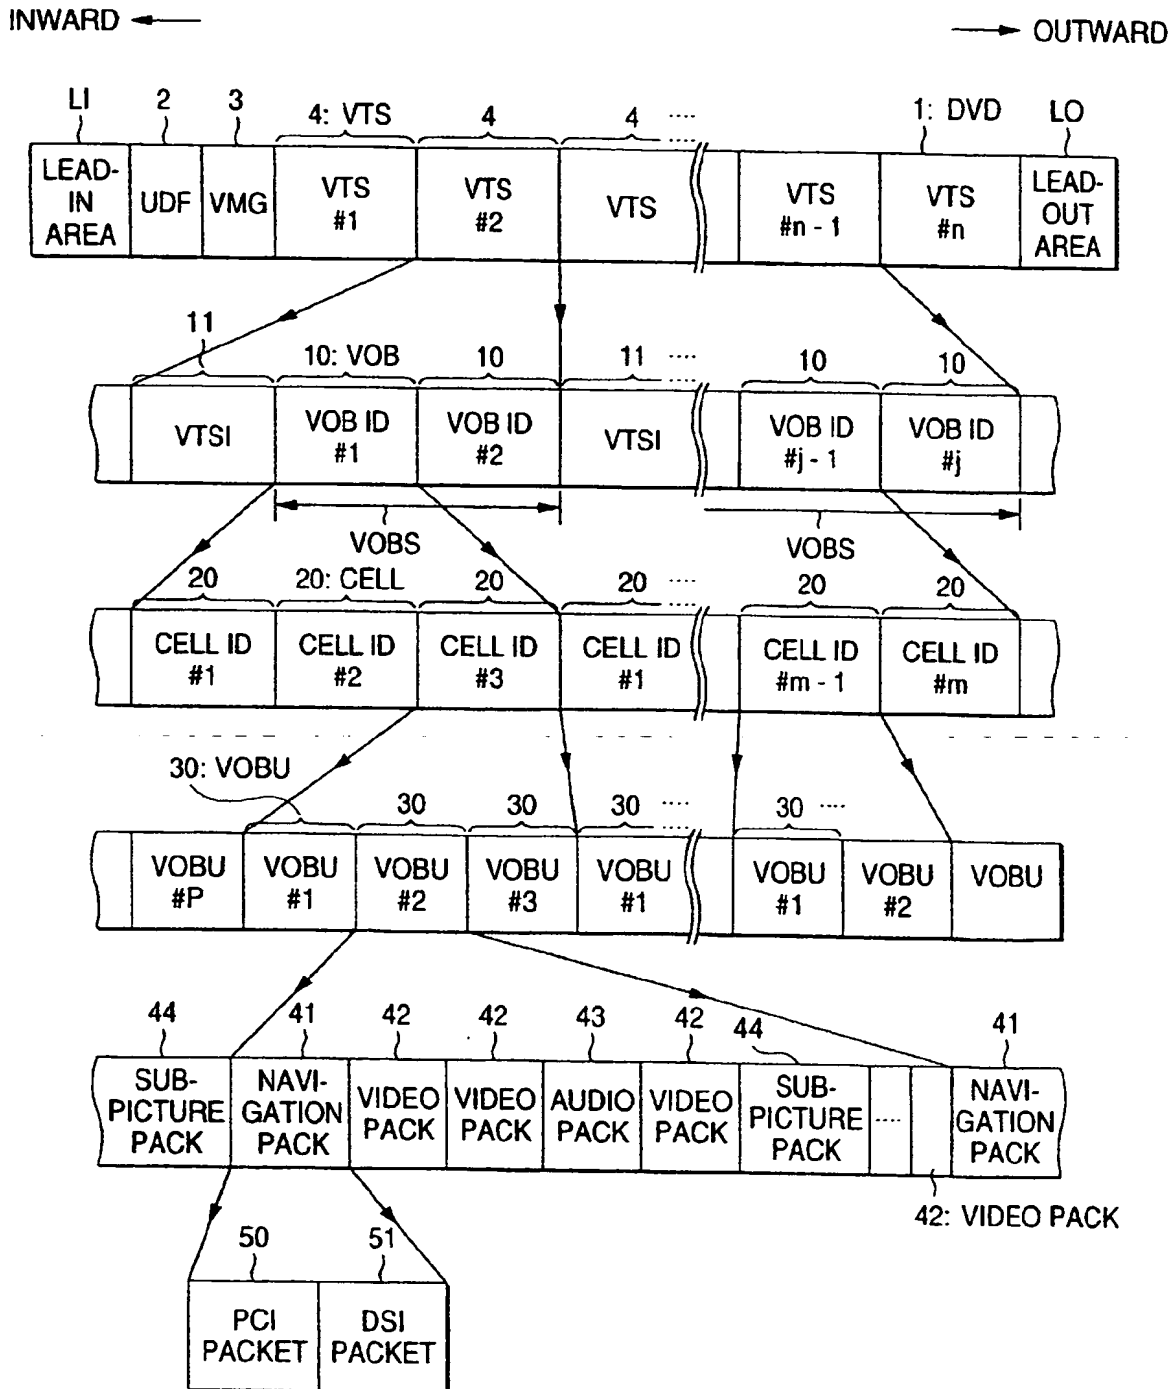 INWARD
OUTWARD
LI 2 3 4: VTS 4 4 ···· 1: DVD LO
LEAD-IN AREA
UDF
VMG
VTS #1
VTS #2
VTS
VTS #n - 1
VTS #n
LEAD-OUT AREA
11 10: VOB 10 11 ···· 10 10
VTSI
VOB ID #1
VOB ID #2
VTSI
VOB ID #j - 1
VOB ID #j
VOBS
VOBS
20 20: CELL 20 20 ···· 20 20
CELL ID #1
CELL ID #2
CELL ID #3
CELL ID #1
CELL ID #m - 1
CELL ID #m
30: VOBU
30 30 30 ···· 30 ····
VOBU #P
VOBU #1
VOBU #2
VOBU #3
VOBU #1
VOBU #1
VOBU #2
VOBU
44 41 42 42 43 42 44 41
SUB-PICTURE PACK
NAVI-GATION PACK
VIDEO PACK
VIDEO PACK
AUDIO PACK
VIDEO PACK
SUB-PICTURE PACK
····
NAVI-GATION PACK
42: VIDEO PACK
50 51
PCI PACKET
DSI PACKET